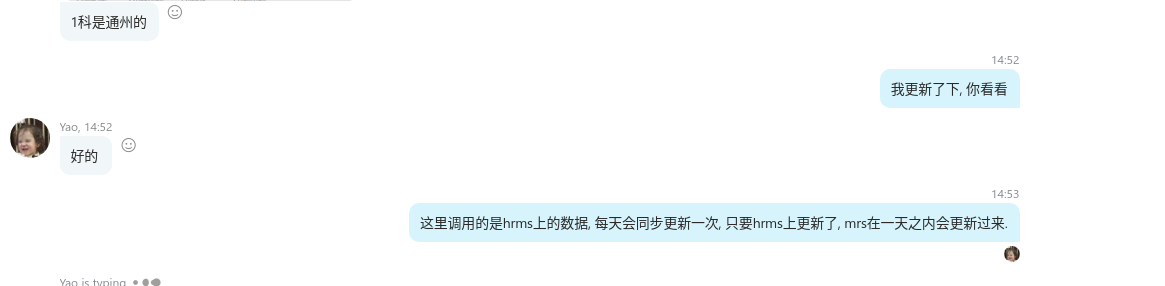 1科是通州的
14:52
我更新了下, 你看看
Yao, 14:52
好的
14:53
这里调用的是hrms上的数据, 每天会同步更新一次, 只要hrms上更新了, mrs在一天之内会更新过来.
Yao is typing